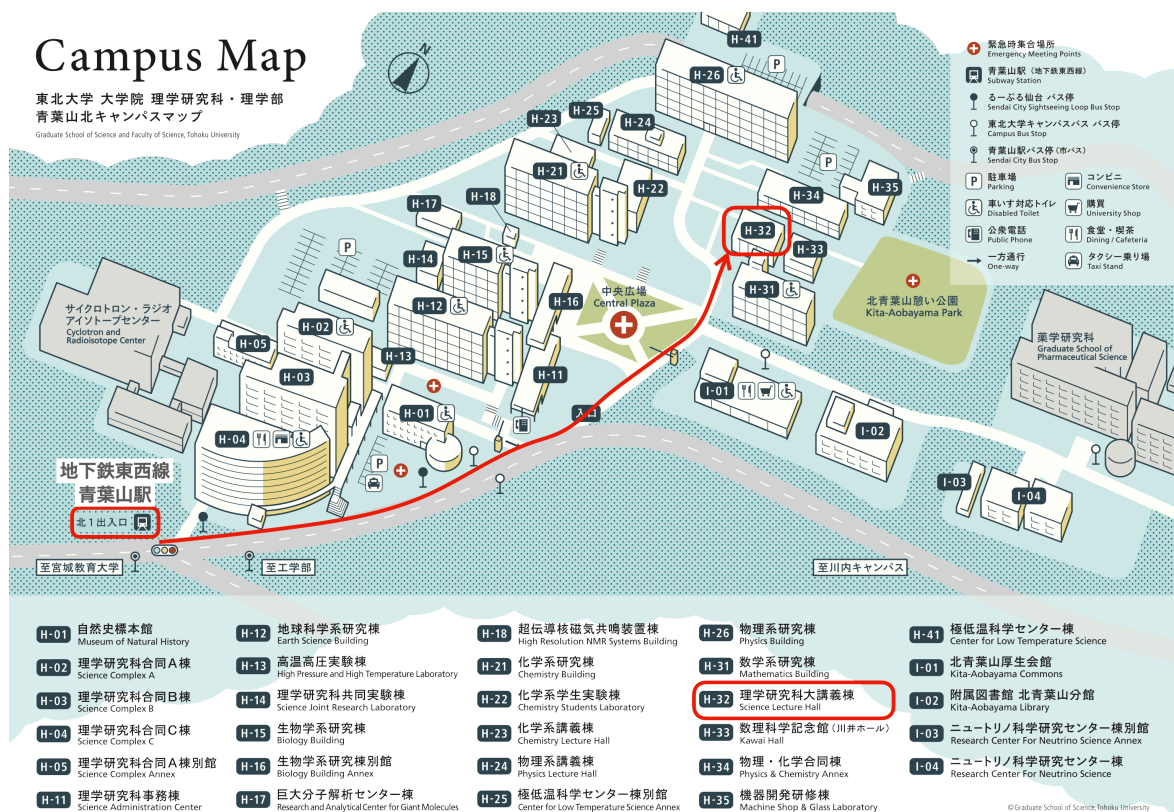 Campus Map
東北大学 大学院 理学研究科・理学部
青葉山北キャンパスマップ
Graduate School of Science and Faculty of Science, Tohoku University
N
緊急時集合場所
Emergency Meeting Points
青葉山駅（地下鉄東西線）
Subway Station
るーぷる仙台 バス停
Sendai City Sightseeing Loop Bus Stop
東北大学キャンパスバス バス停
Campus Bus Stop
青葉山駅バス停（市バス）
Sendai City Bus Stop
P 駐車場
Parking
コンビニ
Convenience Store
車いす対応トイレ
Disabled Toilet
購買
University Shop
公衆電話
Public Phone
食堂・喫茶
Dining / Cafeteria
一方通行
One-way
タクシー乗り場
Taxi Stand
H-41
H-26
P
H-25
H-23
H-24
H-21
H-22
P
H-34
H-35
H-18
H-17
H-32
H-33
P
H-15
H-14
H-31
H-12
H-16
中央広場
Central Plaza
北青葉山憩い公園
Kita-Aobayama Park
サイクロトロン・ラジオ
アイソトープセンター
Cyclotron and
Radioisotope Center
H-02
H-05
H-13
H-03
H-11
薬学研究科
Graduate School of
Pharmaceutical Science
I-01
H-01
入口
I-02
H-04
P
地下鉄東西線
青葉山駅
北1出入口
I-03
I-04
至宮城教育大学
至工学部
至川内キャンパス
H-01 自然史標本館
Museum of Natural History
H-02 理学研究科合同A棟
Science Complex A
H-03 理学研究科合同B棟
Science Complex B
H-04 理学研究科合同C棟
Science Complex C
H-05 理学研究科合同A棟別館
Science Complex Annex
H-11 理学研究科事務棟
Science Administration Center
H-12 地球科学系研究棟
Earth Science Building
H-13 高温高圧実験棟
High Pressure and High Temperature Laboratory
H-14 理学研究科共同実験棟
Science Joint Research Laboratory
H-15 生物学系研究棟
Biology Building
H-16 生物学系研究棟別館
Biology Building Annex
H-17 巨大分子解析センター棟
Research and Analytical Center for Giant Molecules
H-18 超伝導核磁気共鳴装置棟
High Resolution NMR Systems Building
H-21 化学系研究棟
Chemistry Building
H-22 化学系学生実験棟
Chemistry Students Laboratory
H-23 化学系講義棟
Chemistry Lecture Hall
H-24 物理系講義棟
Physics Lecture Hall
H-25 極低温科学センター棟別館
Center for Low Temperature Science Annex
H-26 物理系研究棟
Physics Building
H-31 数学系研究棟
Mathematics Building
H-32 理学研究科大講義棟
Science Lecture Hall
H-33 数理科学記念館（川井ホール）
Kawai Hall
H-34 物理・化学合同棟
Physics & Chemistry Annex
H-35 機器開発研修棟
Machine Shop & Glass Laboratory
H-41 極低温科学センター棟
Center for Low Temperature Science
I-01 北青葉山厚生会館
Kita-Aobayama Commons
I-02 附属図書館 北青葉山分館
Kita-Aobayama Library
I-03 ニュートリノ科学研究センター棟別館
Research Center For Neutrino Science Annex
I-04 ニュートリノ科学研究センター棟
Research Center For Neutrino Science
©Graduate School of Science, Tohoku University